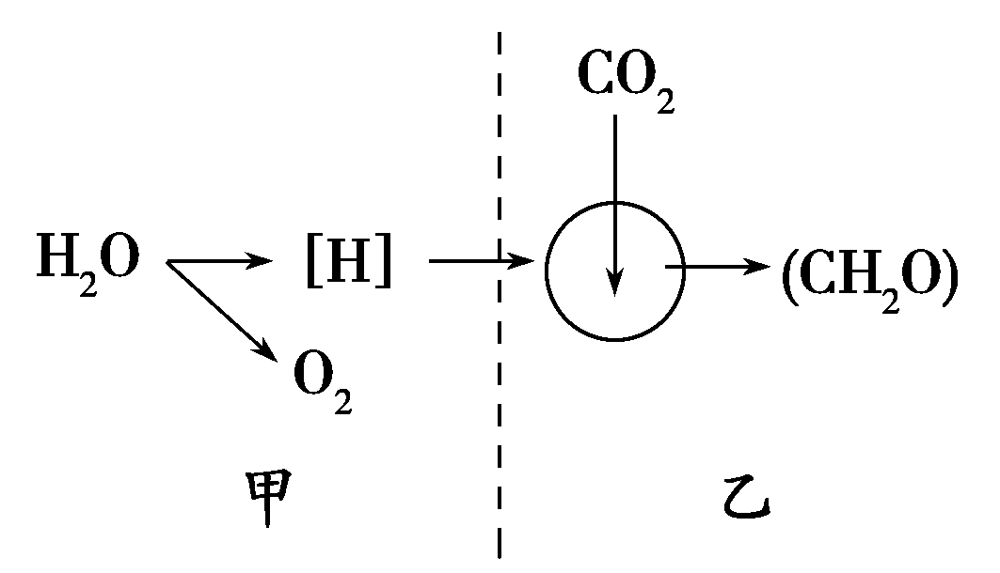 CO₂
H₂O
[H]
(CH₂O)
O₂
甲
乙